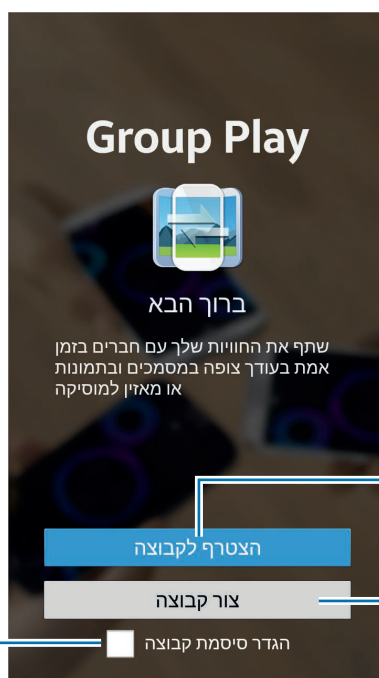 Group Play
ברוך הבא
שתף את החוויות שלך עם חברים בזמן
אמת בעודך צופה במסמכים ובתמונות
או מאזין למוסיקה
הצטרף לקבוצה
צור קבוצה
הגדר סיסמת קבוצה